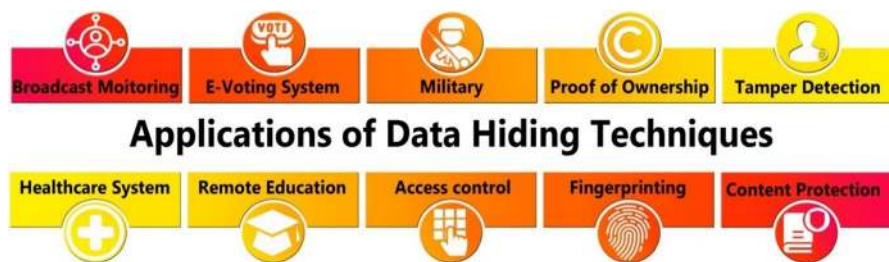 VOTE
Broadcast Moitoring
E-Voting System
Military
C
Proof of Ownership
Tamper Detection
Applications of Data Hiding Techniques
Healthcare System
Remote Education
Access control
Fingerprinting
Content Protection